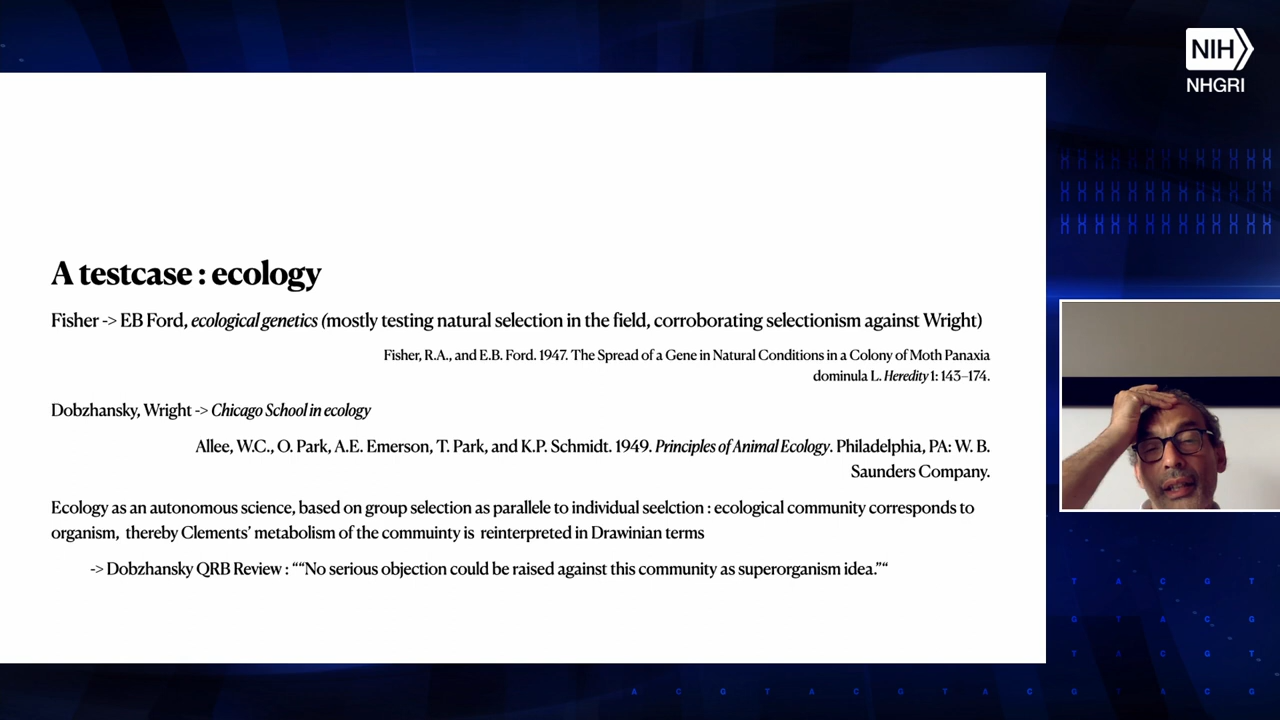 NIH
NHGRI
A testcase : ecology
Fisher -> EB Ford, ecological genetics (mostly testing natural selection in the field, corroborating selectionism against Wright)
Fisher, R.A., and E.B. Ford. 1947. The Spread of a Gene in Natural Conditions in a Colony of Moth Panaxia
dominula L. Heredity 1: 143–174.
Dobzhansky, Wright -> Chicago School in ecology
Allee, W.C., O. Park, A.E. Emerson, T. Park, and K.P. Schmidt. 1949. Principles of Animal Ecology. Philadelphia, PA: W. B.
Saunders Company.
Ecology as an autonomous science, based on group selection as parallele to individual seelction : ecological community corresponds to
organism, thereby Clements’ metabolism of the commuinty is reinterpreted in Drawinian terms
-> Dobzhansky QRB Review : ““No serious objection could be raised against this community as superorganism idea.”“
T A C G T
G T A C G
T A C G T
A C G T A C G T A C G T A C G T